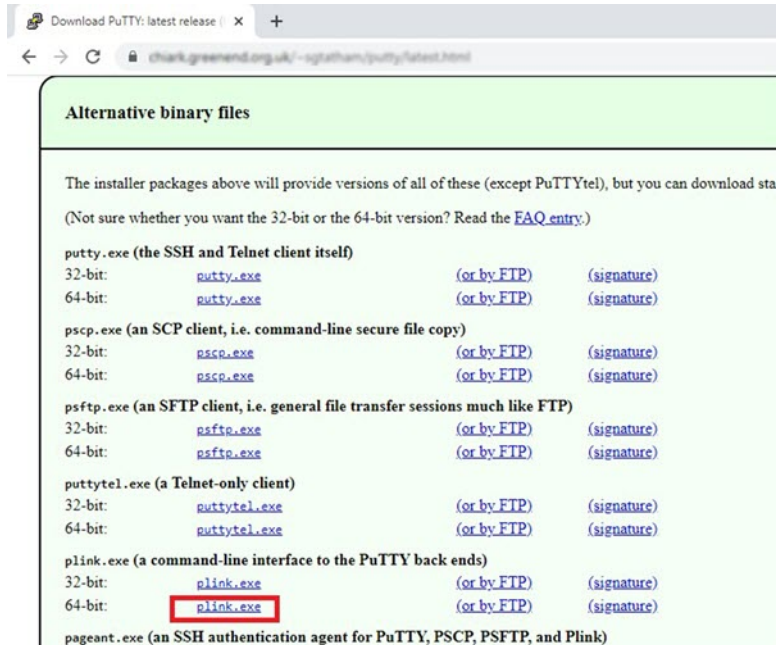 Download PuTTY: latest release (
chiark.greenend.org.uk/~sgtatham/putty/latest.html
Alternative binary files
The installer packages above will provide versions of all of these (except PuTTYtel), but you can download sta
(Not sure whether you want the 32-bit or the 64-bit version? Read the FAQ entry.)
putty.exe (the SSH and Telnet client itself)
32-bit: putty.exe (or by FTP) (signature)
64-bit: putty.exe (or by FTP) (signature)
pscp.exe (an SCP client, i.e. command-line secure file copy)
32-bit: pscp.exe (or by FTP) (signature)
64-bit: pscp.exe (or by FTP) (signature)
psftp.exe (an SFTP client, i.e. general file transfer sessions much like FTP)
32-bit: psftp.exe (or by FTP) (signature)
64-bit: psftp.exe (or by FTP) (signature)
puttytel.exe (a Telnet-only client)
32-bit: puttytel.exe (or by FTP) (signature)
64-bit: puttytel.exe (or by FTP) (signature)
plink.exe (a command-line interface to the PuTTY back ends)
32-bit: plink.exe (or by FTP) (signature)
64-bit: plink.exe (or by FTP) (signature)
pageant.exe (an SSH authentication agent for PuTTY, PSCP, PSFTP, and Plink)